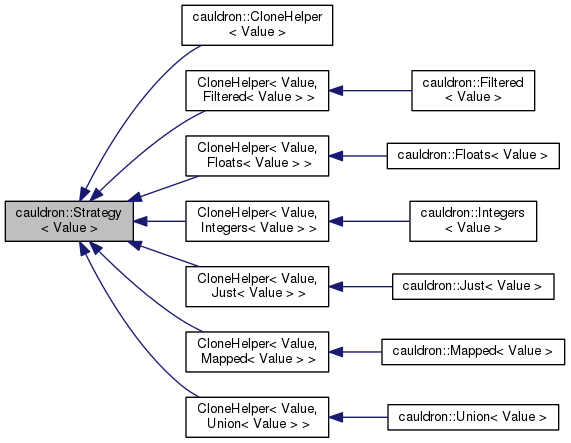 cauldron::CloneHelper
< Value >
CloneHelper< Value,
Filtered< Value > >
cauldron::Filtered
< Value >
CloneHelper< Value,
Floats< Value > >
cauldron::Floats< Value >
cauldron::Strategy
< Value >
CloneHelper< Value,
Integers< Value > >
cauldron::Integers
< Value >
CloneHelper< Value,
Just< Value > >
cauldron::Just< Value >
CloneHelper< Value,
Mapped< Value > >
cauldron::Mapped< Value >
CloneHelper< Value,
Union< Value > >
cauldron::Union< Value >